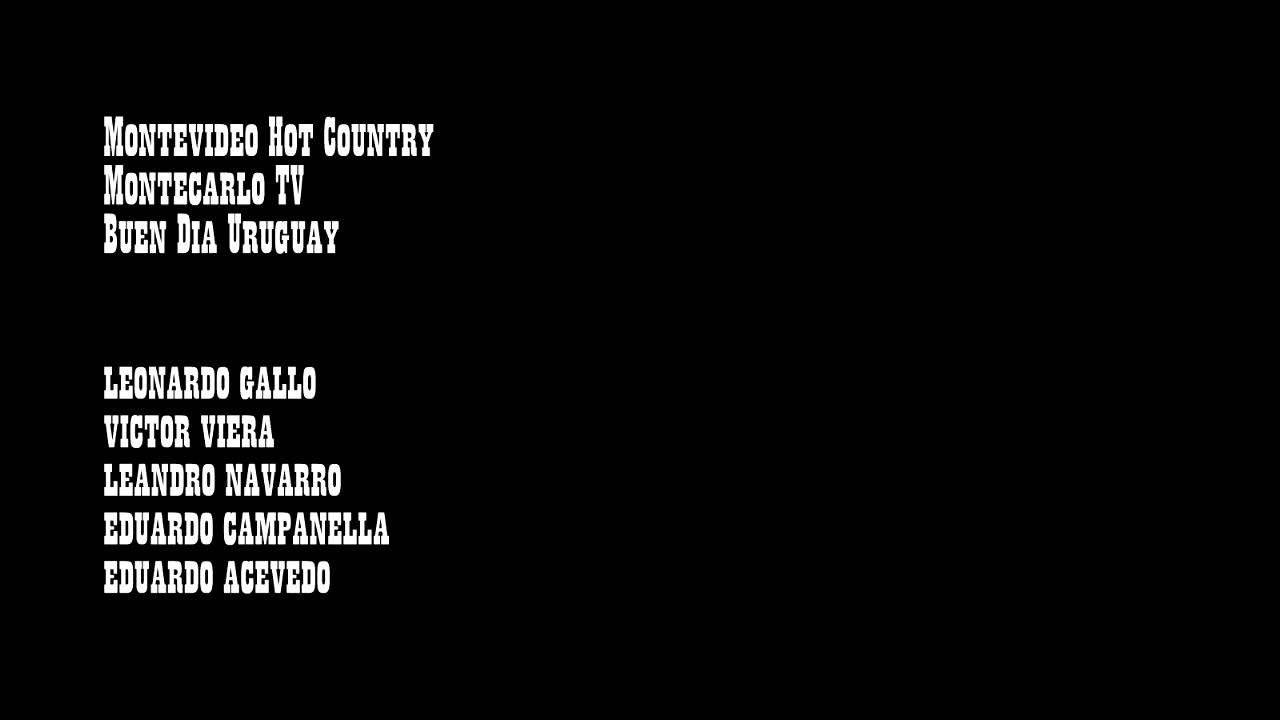 Montevideo Hot Country
Montecarlo TV
Buen Dia Uruguay
LEONARDO GALLO
VICTOR VIERA
LEANDRO NAVARRO
EDUARDO CAMPANELLA
EDUARDO ACEVEDO